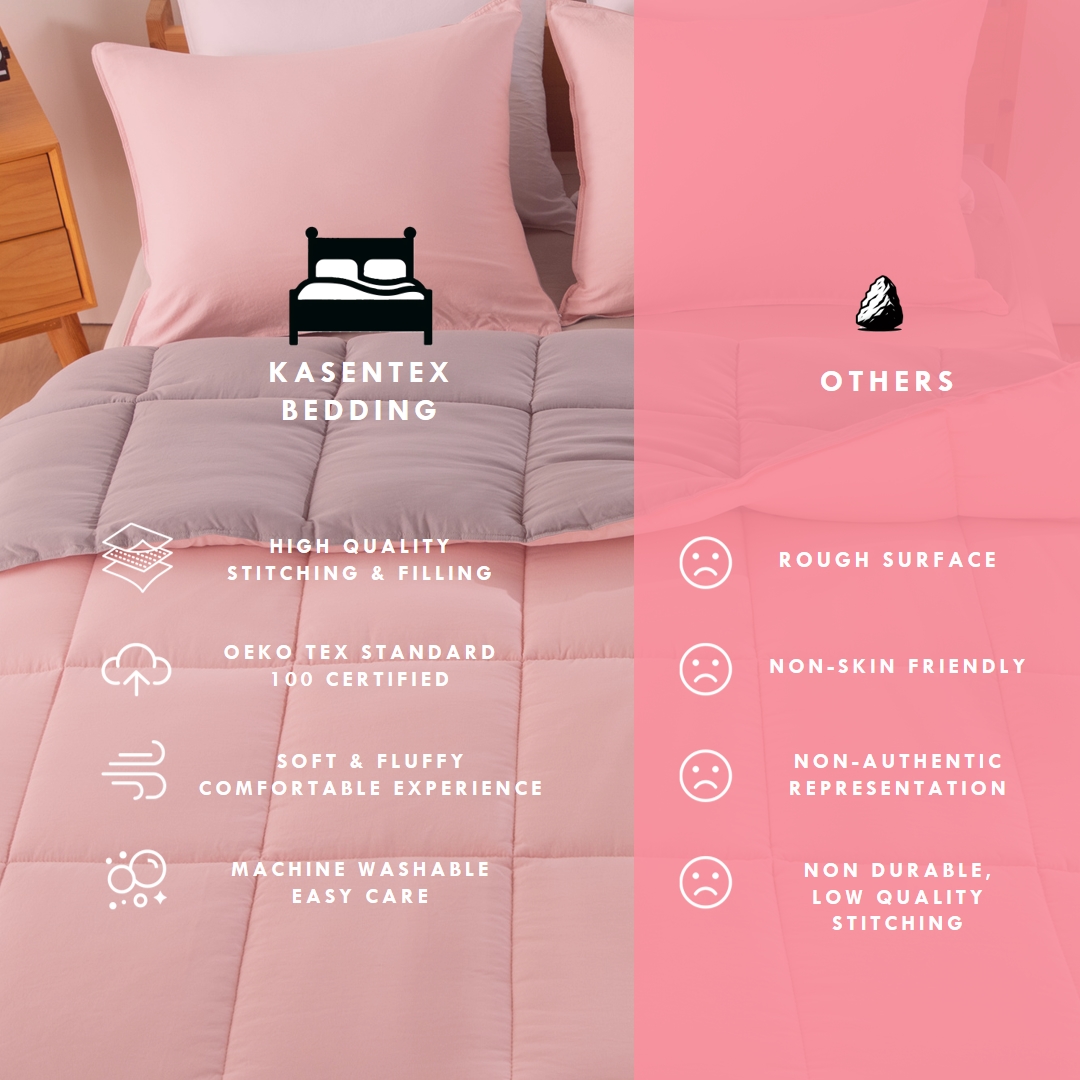 KASENTEX
BEDDING
HIGH QUALITY
STITCHING & FILLING
OEKO TEX STANDARD
100 CERTIFIED
SOFT & FLUFFY
COMFORTABLE EXPERIENCE
MACHINE WASHABLE
EASY CARE
OTHERS
ROUGH SURFACE
NON-SKIN FRIENDLY
NON-AUTHENTIC
REPRESENTATION
NON DURABLE,
LOW QUALITY
STITCHING